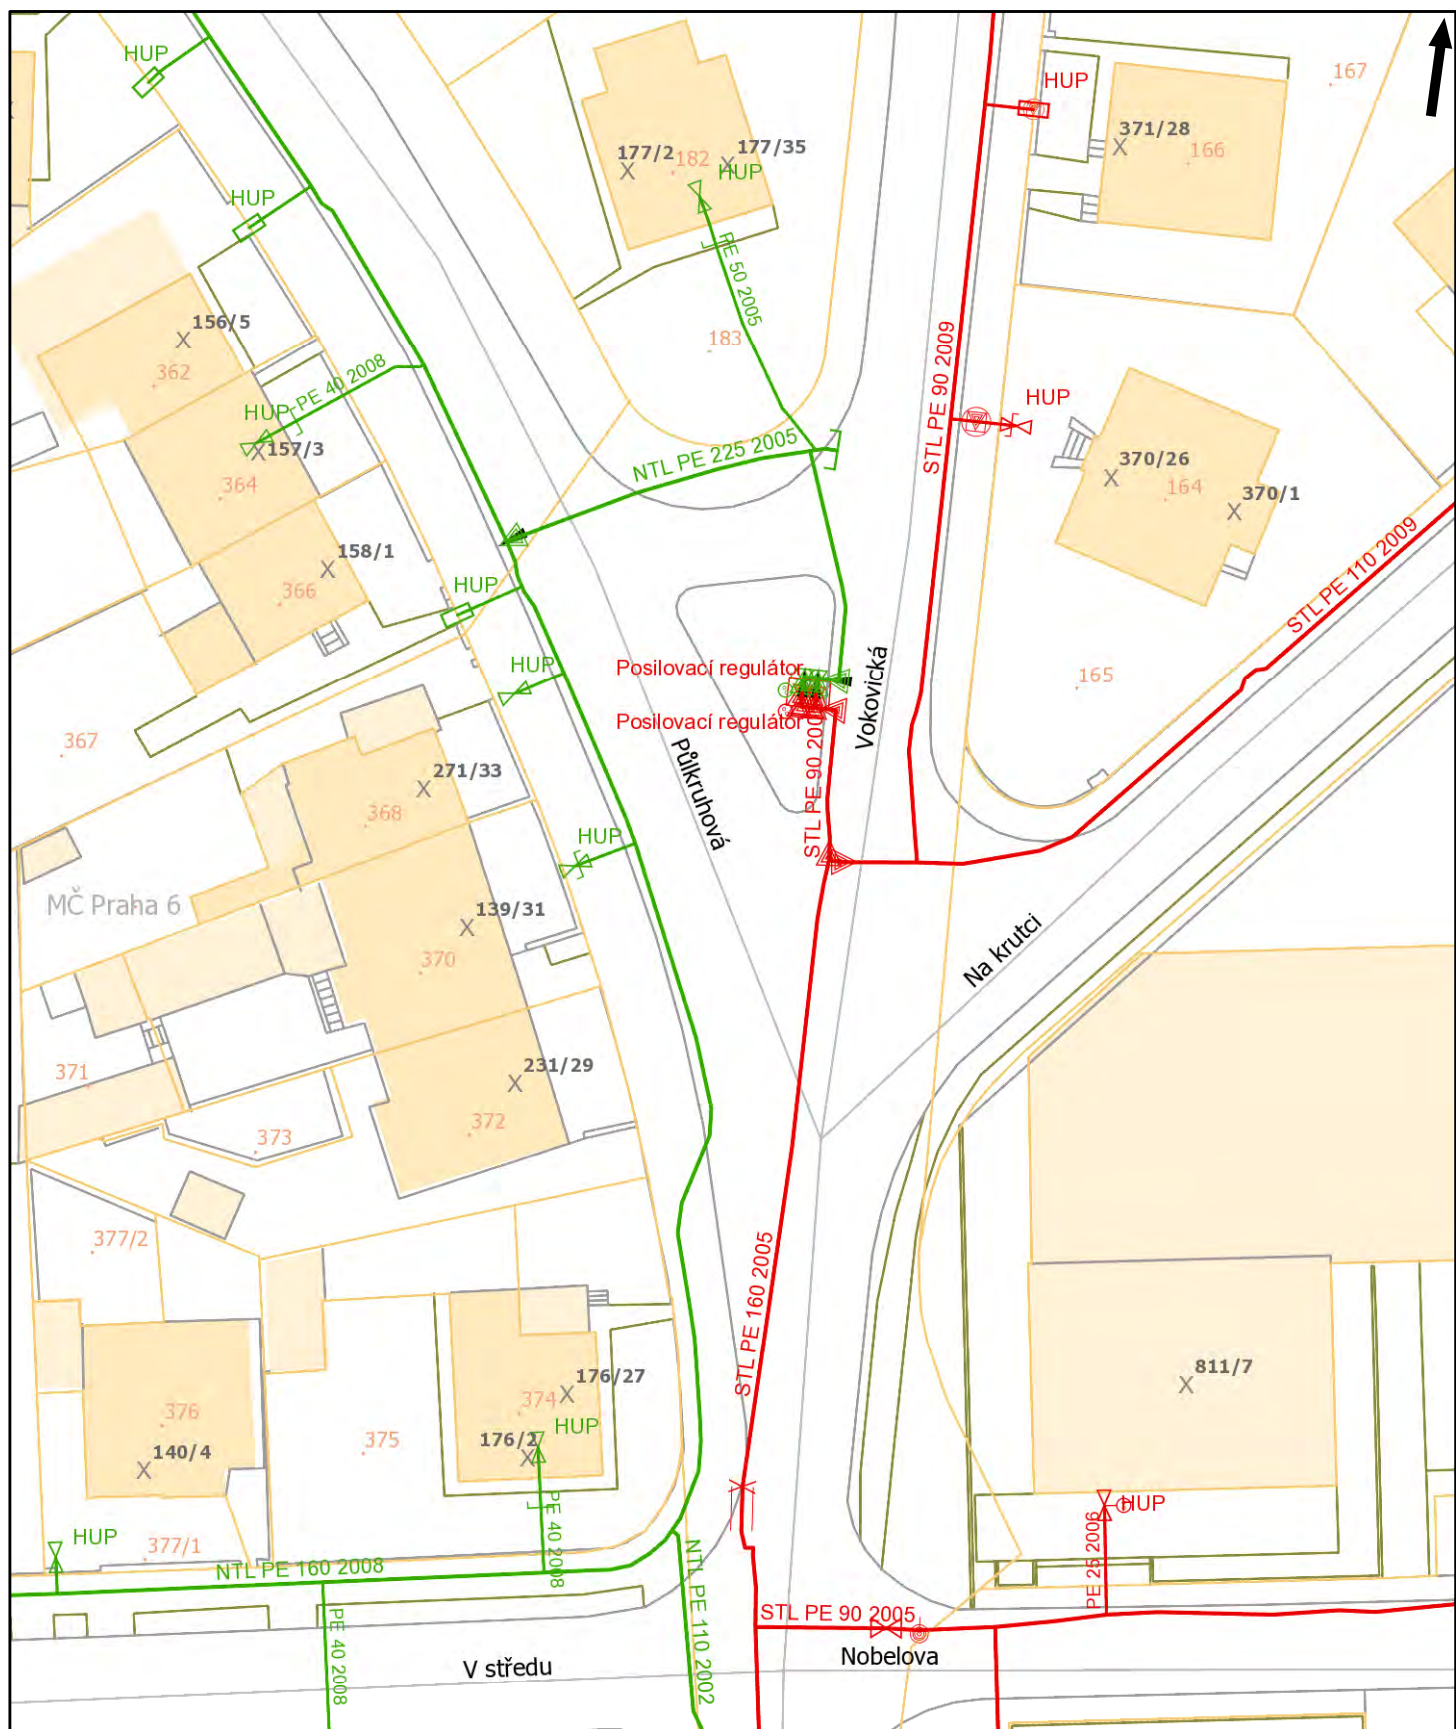 HUP
HUP
167
371/28
166
177/2
182
177/35
HUP
HUP
PE 50 2005
183
156/5
362
PE 40 2008
HUP
157/3
364
STL PE 90 2009
HUP
NTL PE 225 2005
370/26
164
370/1
158/1
366
HUP
STL PE 110 2009
HUP
Posilovací regulátor
Posilovací regulátor
Vokovická
165
367
271/33
368
Půlkruhová
STL PE 90 200
HUP
MČ Praha 6
139/31
370
Na krutci
371
231/29
372
373
377/2
STL PE 160 2005
811/7
176/27
374
HUP
376
375
176/2
140/4
HUP
377/1
NTL PE 160 2008
PE 40 2008
HUP
PE 25 2006
PE 40 2008
NTL PE 110 2002
STL PE 90 2005
Nobelova
V středu